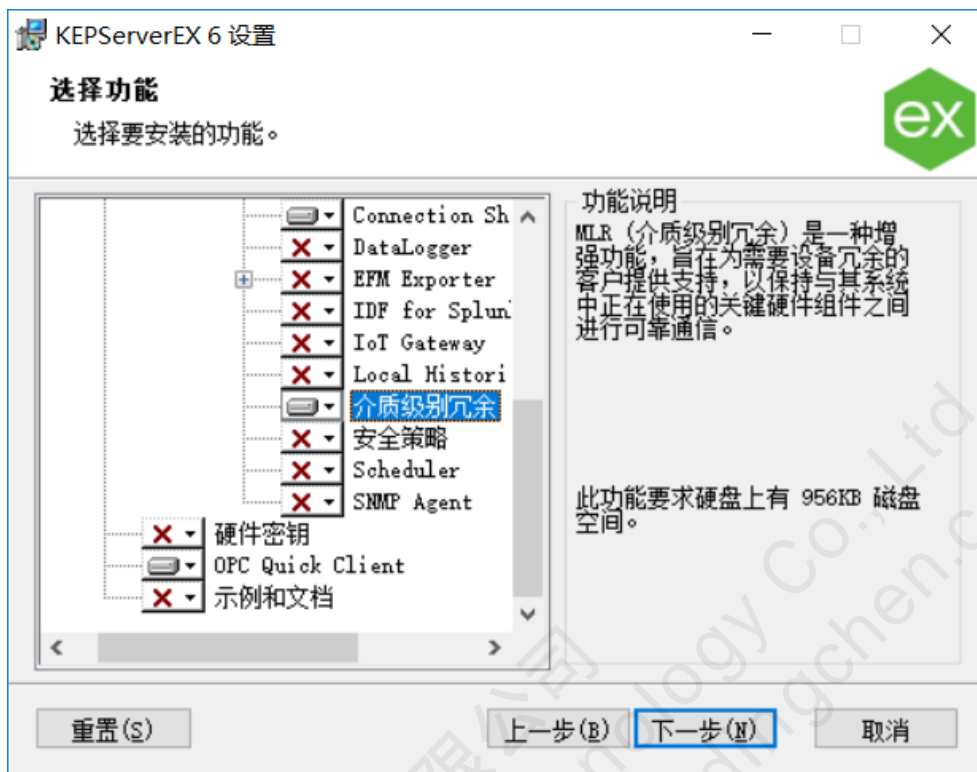 KEPServerEX 6 设置
选择功能
选择要安装的功能。
ex
Connection Sh
DataLogger
EFM Exporter
IDF for Splun
IoT Gateway
Local Histori
介质级别冗余
安全策略
Scheduler
SNMP Agent
硬件密钥
OPC Quick Client
示例和文档
功能说明
MLR（介质级别冗余）是一种增
强功能，旨在为需要设备冗余的
客户提供支持，以保持与其系统
中正在使用的关键硬件组件之间
进行可靠通信。
此功能要求硬盘上有 956KB 磁盘
空间。
重置(S)
上一步(B)
下一步(N)
取消
限公司
nology Co.,Ltd